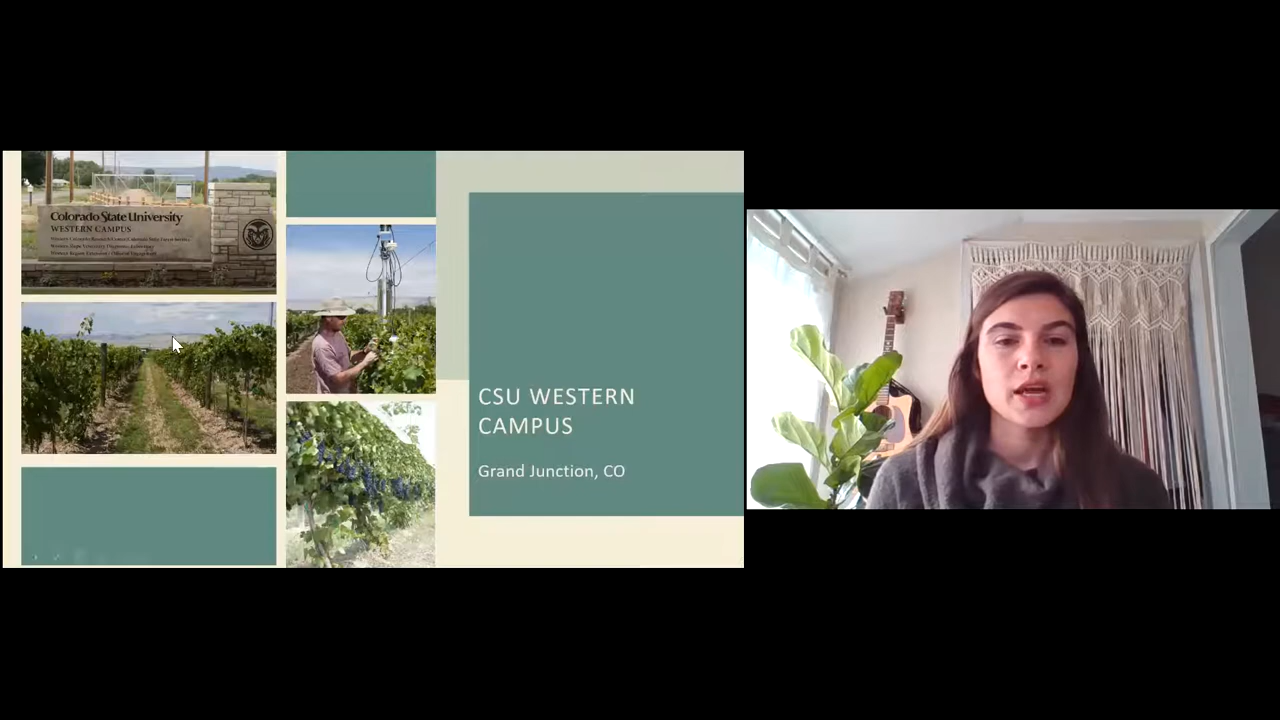 Colorado State University
WESTERN CAMPUS
CSU WESTERN
CAMPUS
Grand Junction, CO